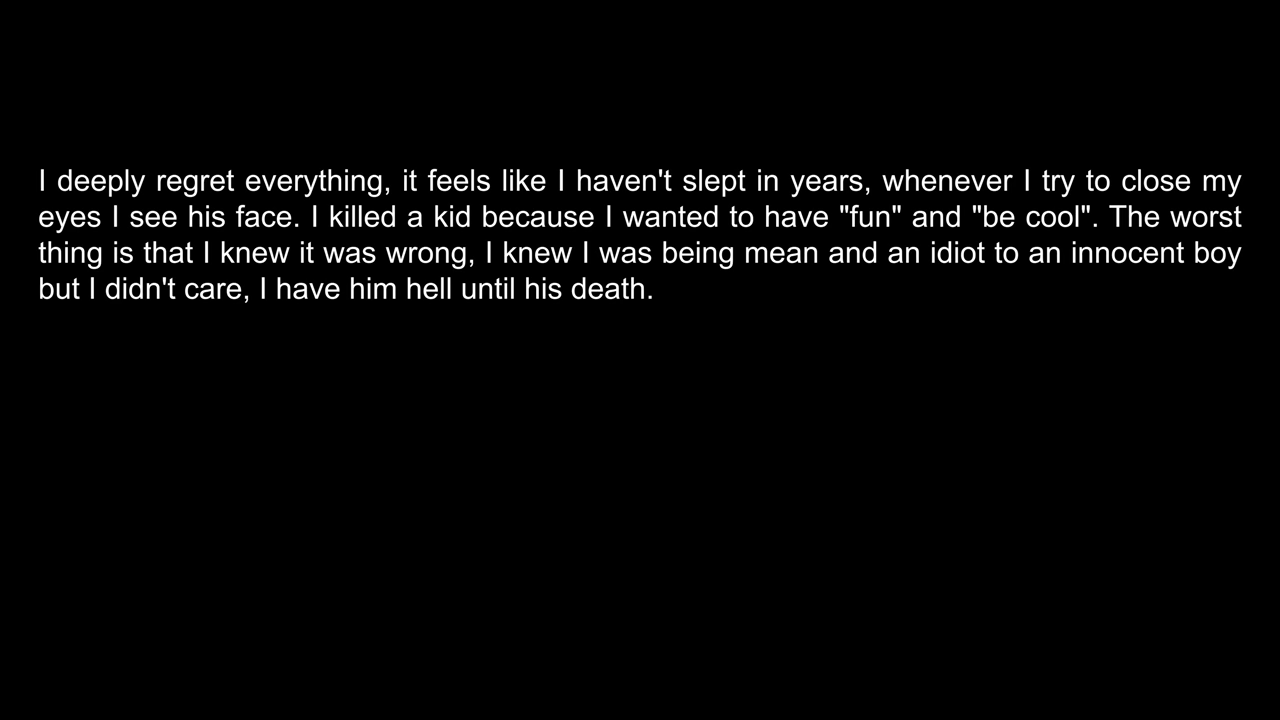 I deeply regret everything, it feels like I haven't slept in years, whenever I try to close my
eyes I see his face. I killed a kid because I wanted to have "fun" and "be cool". The worst
thing is that I knew it was wrong, I knew I was being mean and an idiot to an innocent boy
but I didn't care, I have him hell until his death.